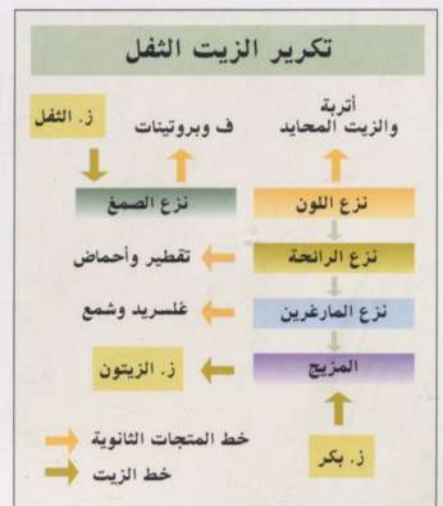 تكرير الزيت الثفل
ز. الثفل
أتربة
والزيت المحايد
ف وبروتينات
نزع اللون
نزع الصمغ
نزع الرائحة
تقطير وأحماض
نزع المارغرين
غلسريد وشمع
المزيج
ز. الزيتون
خط المتجات الثانوية
خط الزيت
ز. بكر